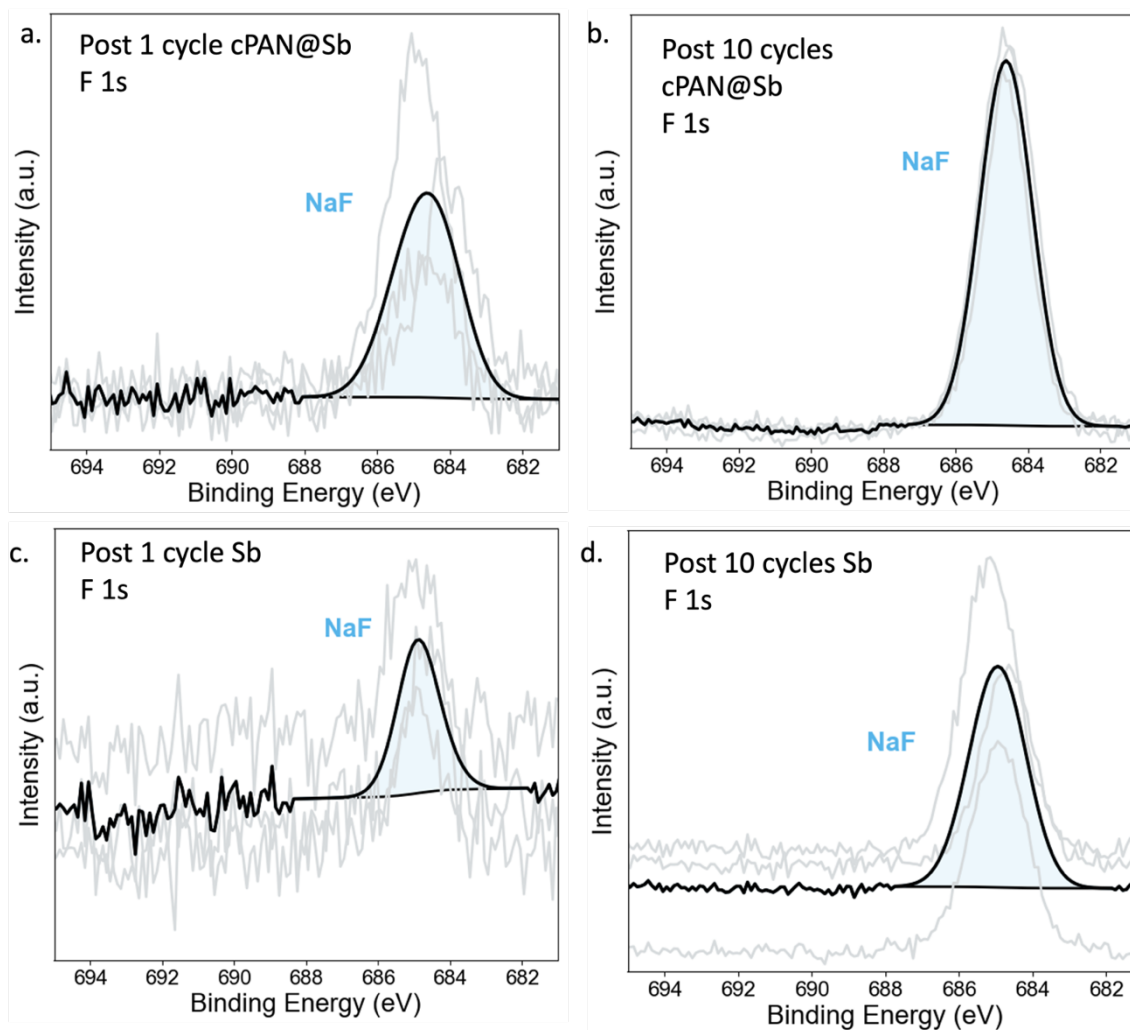 a.
Post 1 cycle cPAN@Sb
F 1s
NaF
Intensity (a.u.)
694 692 690 688 686 684 682
Binding Energy (eV)
b.
Post 10 cycles
cPAN@Sb
F 1s
NaF
Intensity (a.u.)
694 692 690 688 686 684 682
Binding Energy (eV)
c.
Post 1 cycle Sb
F 1s
NaF
Intensity (a.u.)
694 692 690 688 686 684 682
Binding Energy (eV)
d.
Post 10 cycles Sb
F 1s
NaF
Intensity (a.u.)
694 692 690 688 686 684 682
Binding Energy (eV)